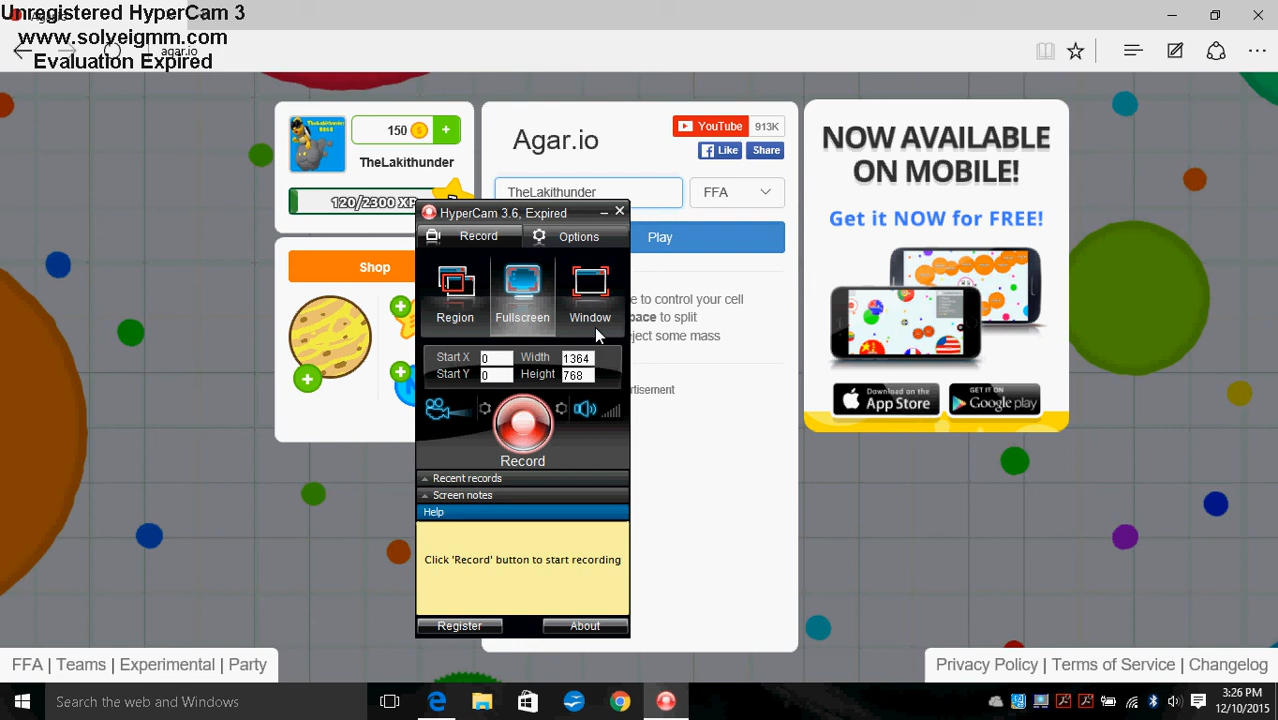 Unregistered HyperCam 3
www.solveigmm.com
Evaluation Expired
agar.io
150
TheLakithunder
120/2300 XP
Shop
Agar.io
YouTube 913K
Like Share
TheLakithunder
FFA
Play
e to control your cell
pace to split
eject some mass
NOW AVAILABLE
ON MOBILE!
Get it NOW for FREE!
Download on the
App Store
GET IT ON
Google play
HyperCam 3.6, Expired
Record Options
Region Fullscreen Window
Start X 0 Width 1364
Start Y 0 Height 768
Record
Recent records
Screen notes
Help
Click 'Record' button to start recording
Register About
FFA | Teams | Experimental | Party
Privacy Policy | Terms of Service | Changelog
Search the web and Windows
3:26 PM
12/10/2015